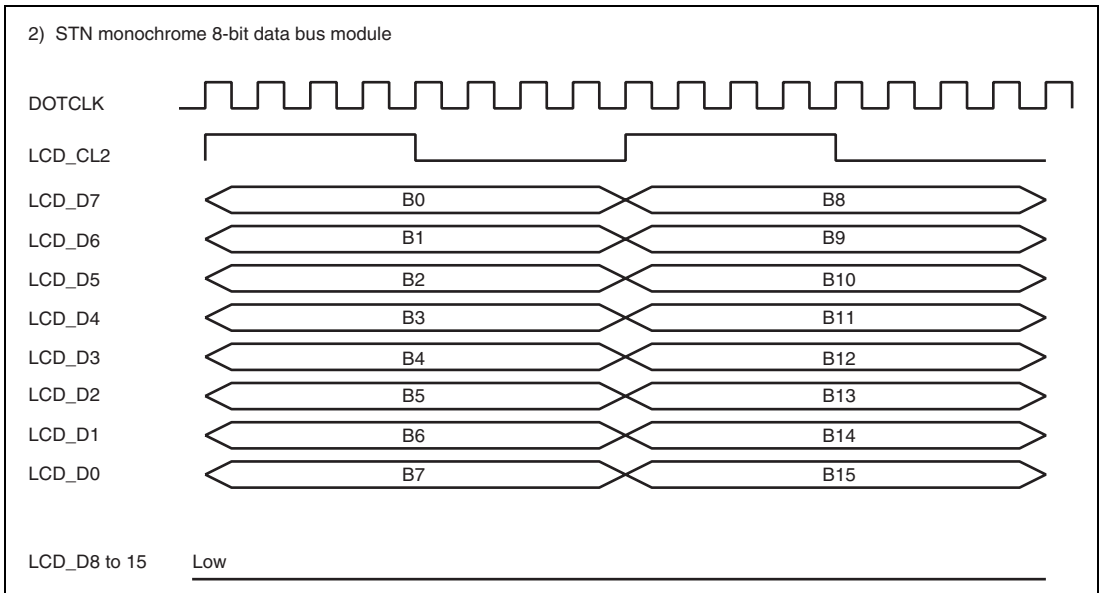 2) STN monochrome 8-bit data bus module
DOTCLK
LCD_CL2
LCD_D7 B0 B8
LCD_D6 B1 B9
LCD_D5 B2 B10
LCD_D4 B3 B11
LCD_D3 B4 B12
LCD_D2 B5 B13
LCD_D1 B6 B14
LCD_D0 B7 B15
LCD_D8 to 15 Low